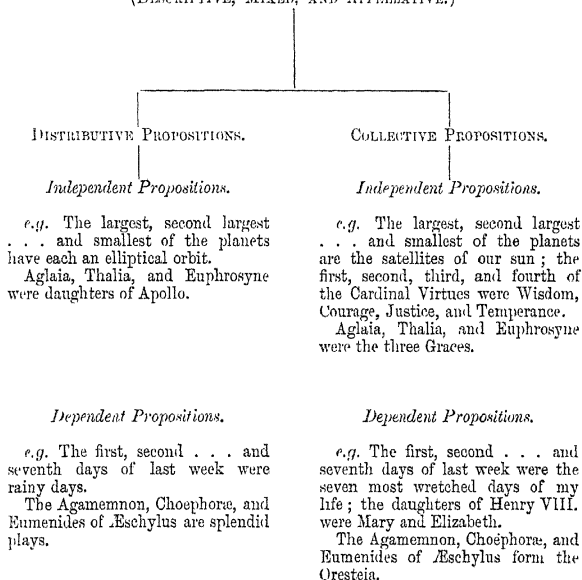 (DESCRIPTIVE, MIXED, AND APPELLATIVE.)
DISTRIBUTIVE PROPOSITIONS.
Independent Propositions.
e.g. The largest, second largest
. . . and smallest of the planets
have each an elliptical orbit.
Aglaia, Thalia, and Euphrosyne
were daughters of Apollo.
Dependent Propositions.
e.g. The first, second . . . and
seventh days of last week were
rainy days.
The Agamemnon, Choephoræ, and
Eumenides of Æschylus are splendid
plays.
COLLECTIVE PROPOSITIONS.
Independent Propositions.
e.g. The largest, second largest
. . . and smallest of the planets
are the satellites of our sun ; the
first, second, third, and fourth of
the Cardinal Virtues were Wisdom,
Courage, Justice, and Temperance.
Aglaia, Thalia, and Euphrosyne
were the three Graces.
Dependent Propositions.
e.g. The first, second . . . and
seventh days of last week were the
seven most wretched days of my
life ; the daughters of Henry VIII.
were Mary and Elizabeth.
The Agamemnon, Choëphoræ, and
Eumenides of Æschylus form the
Oresteia.